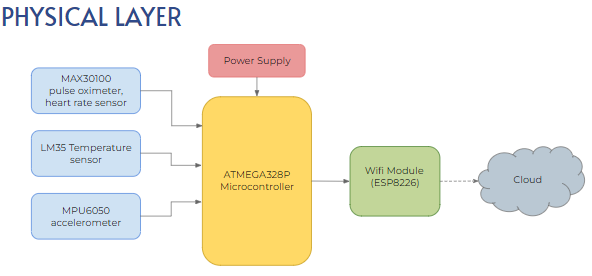 PHYSICAL LAYER
Power Supply
MAX30100
pulse oximeter,
heart rate sensor
LM35 Temperature
sensor
MPU6050
accelerometer
ATMEGA328P
Microcontroller
Wifi Module
(ESP8226)
Cloud